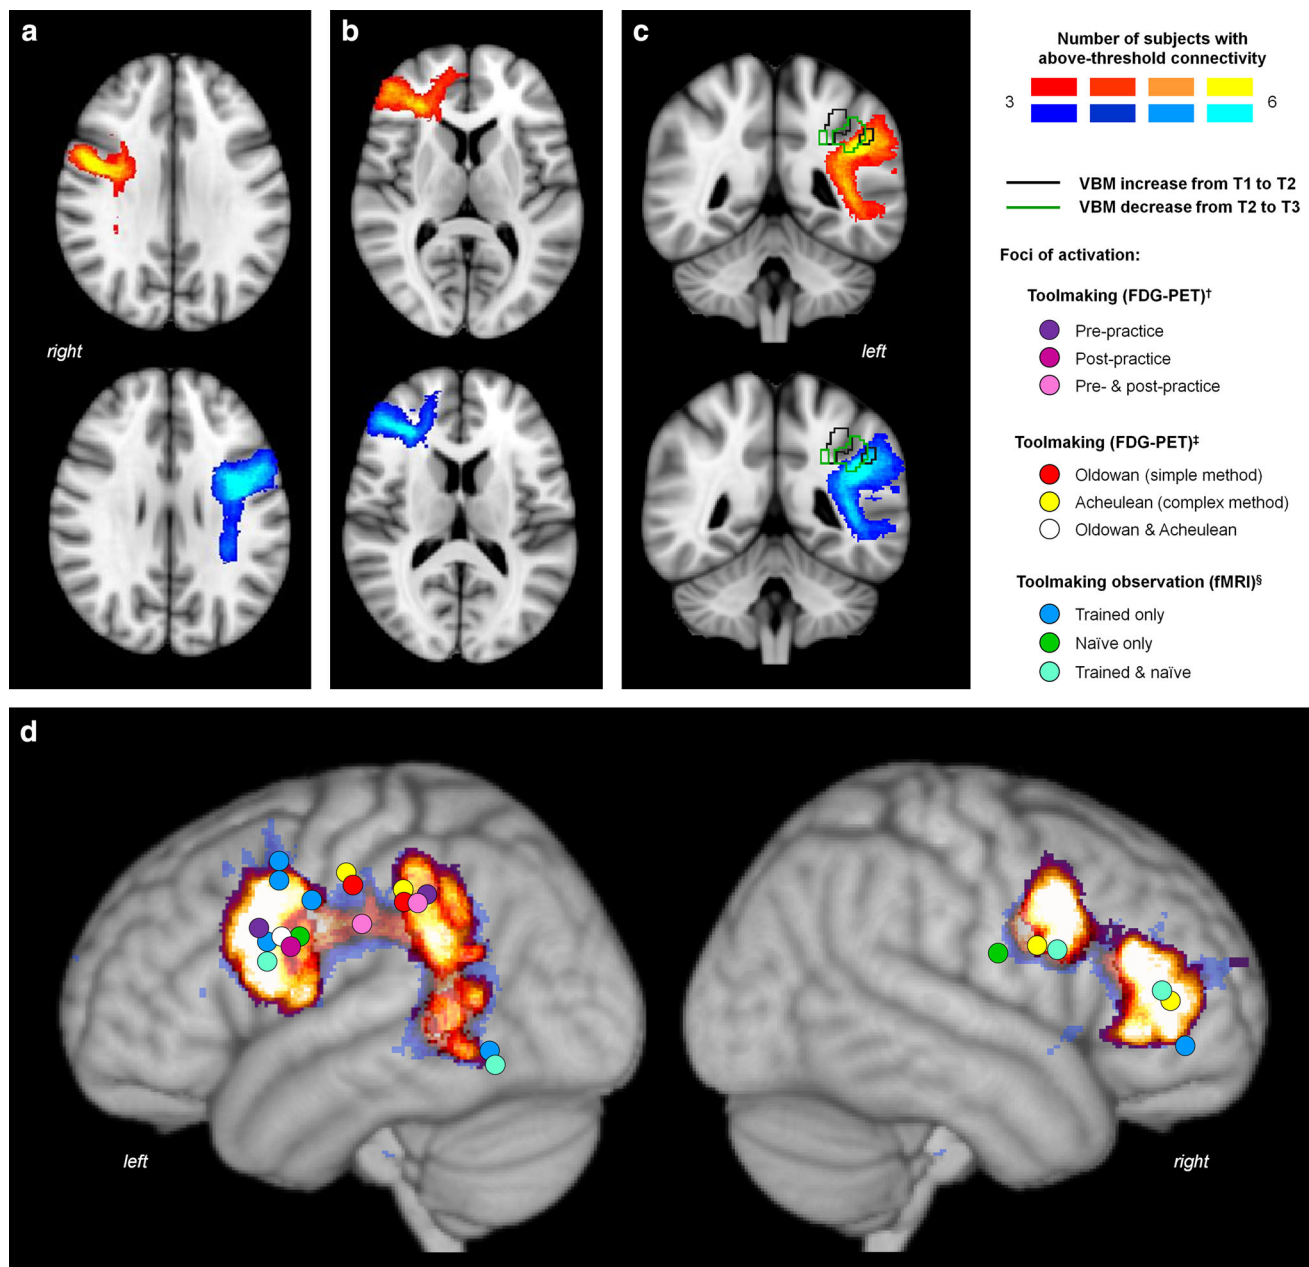 a
b
c
right
left
Number of subjects with
above-threshold connectivity
3
6
VBM increase from T1 to T2
VBM decrease from T2 to T3
Foci of activation:
Toolmaking (FDG-PET)†
Pre-practice
Post-practice
Pre- & post-practice
Toolmaking (FDG-PET)‡
Oldowan (simple method)
Acheulean (complex method)
Oldowan & Acheulean
Toolmaking observation (fMRI)§
Trained only
Naïve only
Trained & naïve
d
left
right